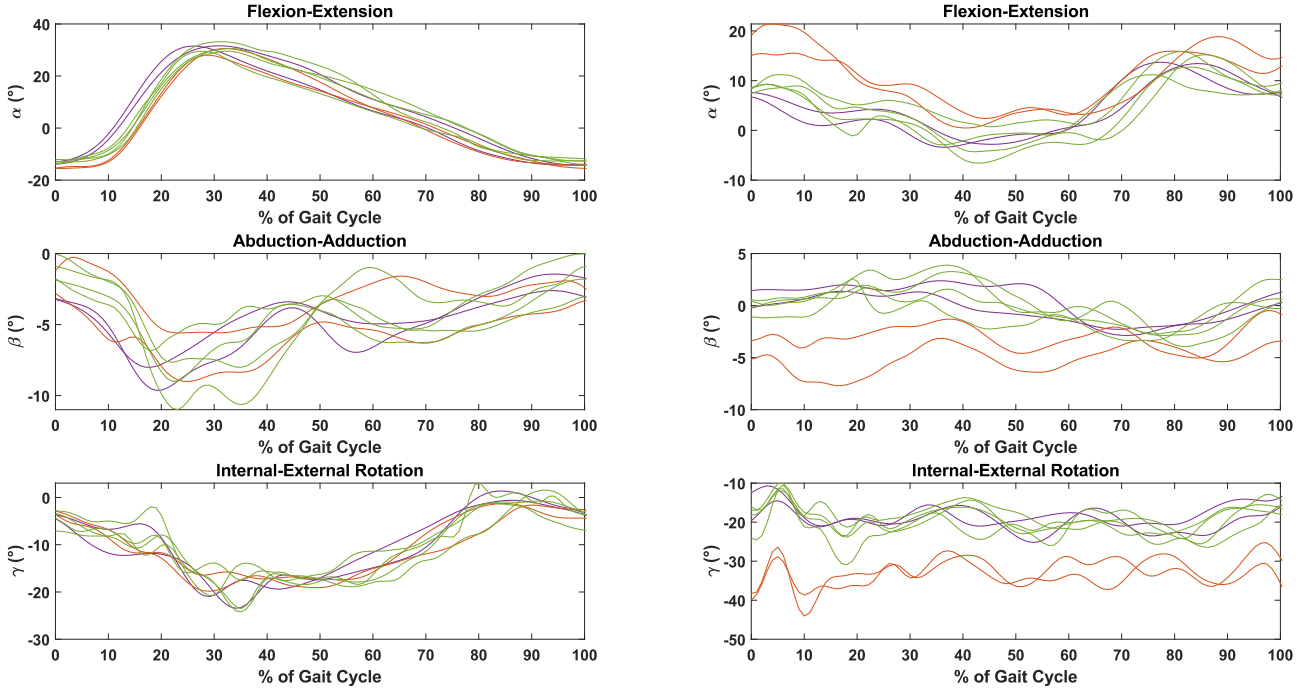 Flexion-Extension
α (°)
40
20
0
-20
0 10 20 30 40 50 60 70 80 90 100
% of Gait Cycle
Flexion-Extension
α (°)
20
10
0
-10
0 10 20 30 40 50 60 70 80 90 100
% of Gait Cycle
Abduction-Adduction
β (°)
0
-5
-10
0 10 20 30 40 50 60 70 80 90 100
% of Gait Cycle
Abduction-Adduction
β (°)
5
0
-5
-10
0 10 20 30 40 50 60 70 80 90 100
% of Gait Cycle
Internal-External Rotation
γ (°)
0
-10
-20
-30
0 10 20 30 40 50 60 70 80 90 100
% of Gait Cycle
Internal-External Rotation
γ (°)
-10
-20
-30
-40
-50
0 10 20 30 40 50 60 70 80 90 100
% of Gait Cycle